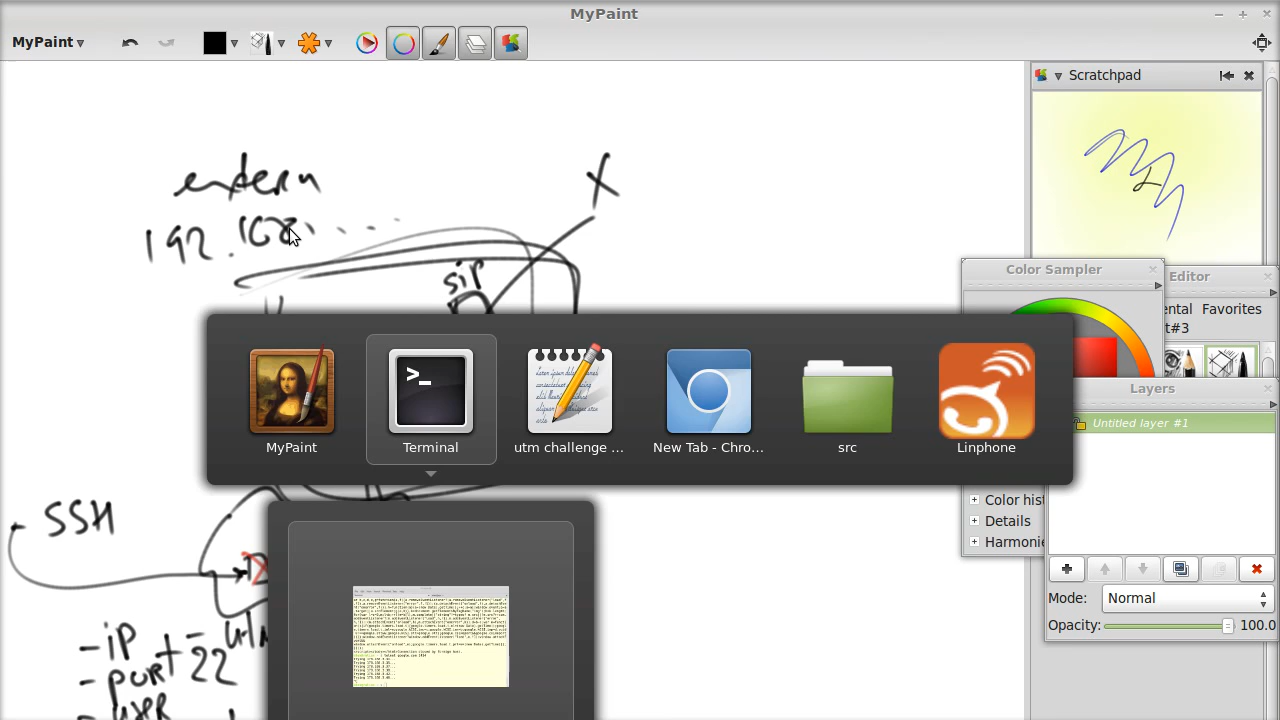 MyPaint
MyPaint
Scratchpad
extern
X
192.168. . . .
sip
Color Sampler
Editor
ental Favorites
t#3
Layers
Untitled layer #1
MyPaint
Terminal
utm challenge ...
New Tab - Chro...
src
Linphone
SSH
Color hist
Details
Harmonie
Mode: Normal
Opacity: 100.0
- ip
- port 22
- user